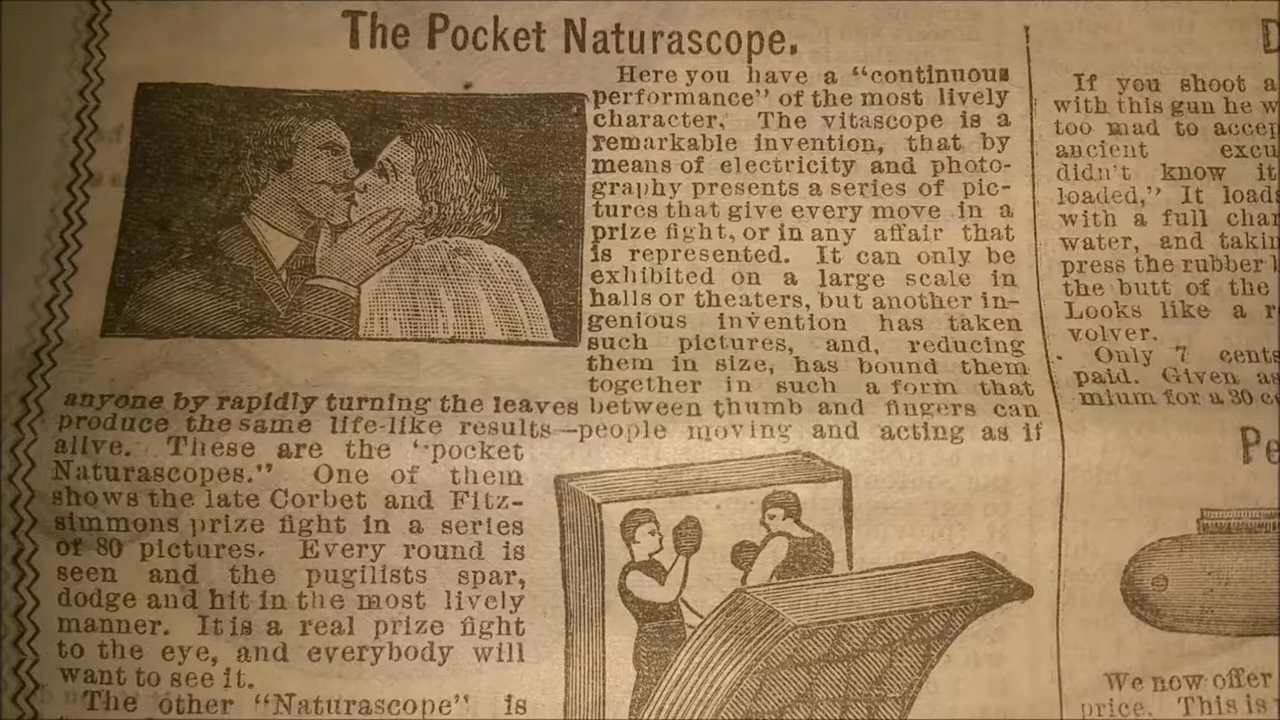 The Pocket Naturascope.
Here you have a "continuous
performance" of the most lively
character. The vitascope is a
remarkable invention, that by
means of electricity and photo-
graphy presents a series of pic-
tures that give every move in a
prize fight, or in any affair that
is represented. It can only be
exhibited on a large scale in
halls or theaters, but another in-
genious invention has taken
such pictures, and, reducing
them in size, has bound them
together in such a form that
anyone by rapidly turning the leaves between thumb and fingers can
produce the same life-like results—people moving and acting as if
alive. These are the "pocket
Naturascopes." One of them
shows the late Corbet and Fitz-
simmons prize fight in a series
of 80 pictures. Every round is
seen and the pugilists spar,
dodge and hit in the most lively
manner. It is a real prize fight
to the eye, and everybody will
want to see it.
The other "Naturascope" is
If you shoot a
with this gun he w
too mad to accep
ancient excu
didn't know it
loaded," It loads
with a full char
water, and takin
press the rubber
the butt of the
Looks like a r
volver.
Only 7 cents
paid. Given as
mium for a 30 c
Pe
We now offer
price. This is